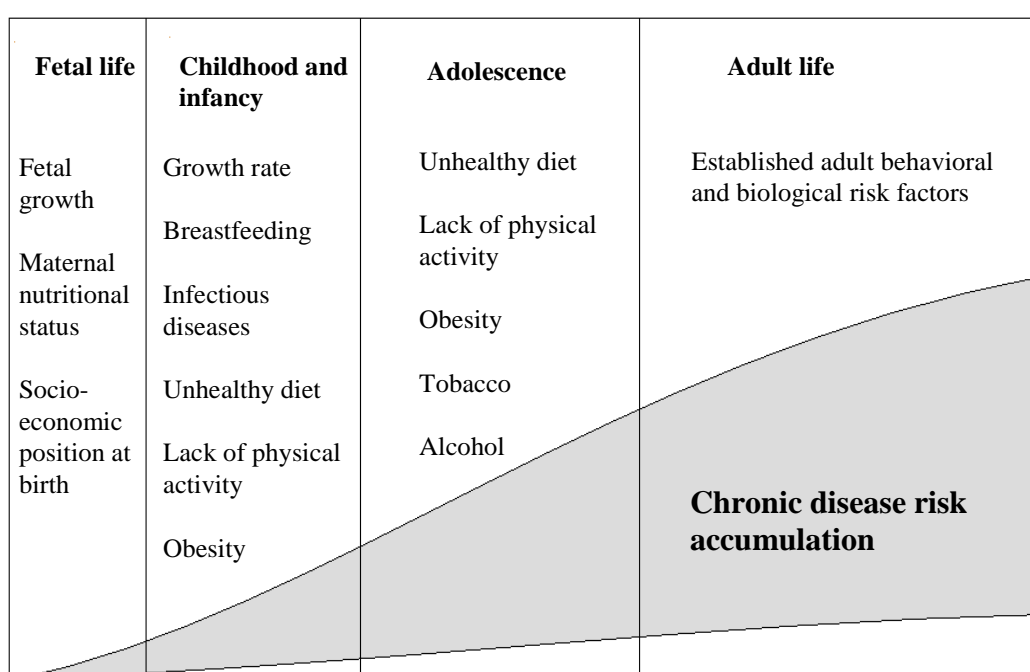 Fetal life
Fetal
growth
Maternal
nutritional
status
Socio-
economic
position at
birth
Childhood and
infancy
Growth rate
Breastfeeding
Infectious
diseases
Unhealthy diet
Lack of physical
activity
Obesity
Adolescence
Unhealthy diet
Lack of physical
activity
Obesity
Tobacco
Alcohol
Adult life
Established adult behavioral
and biological risk factors
Chronic disease risk
accumulation